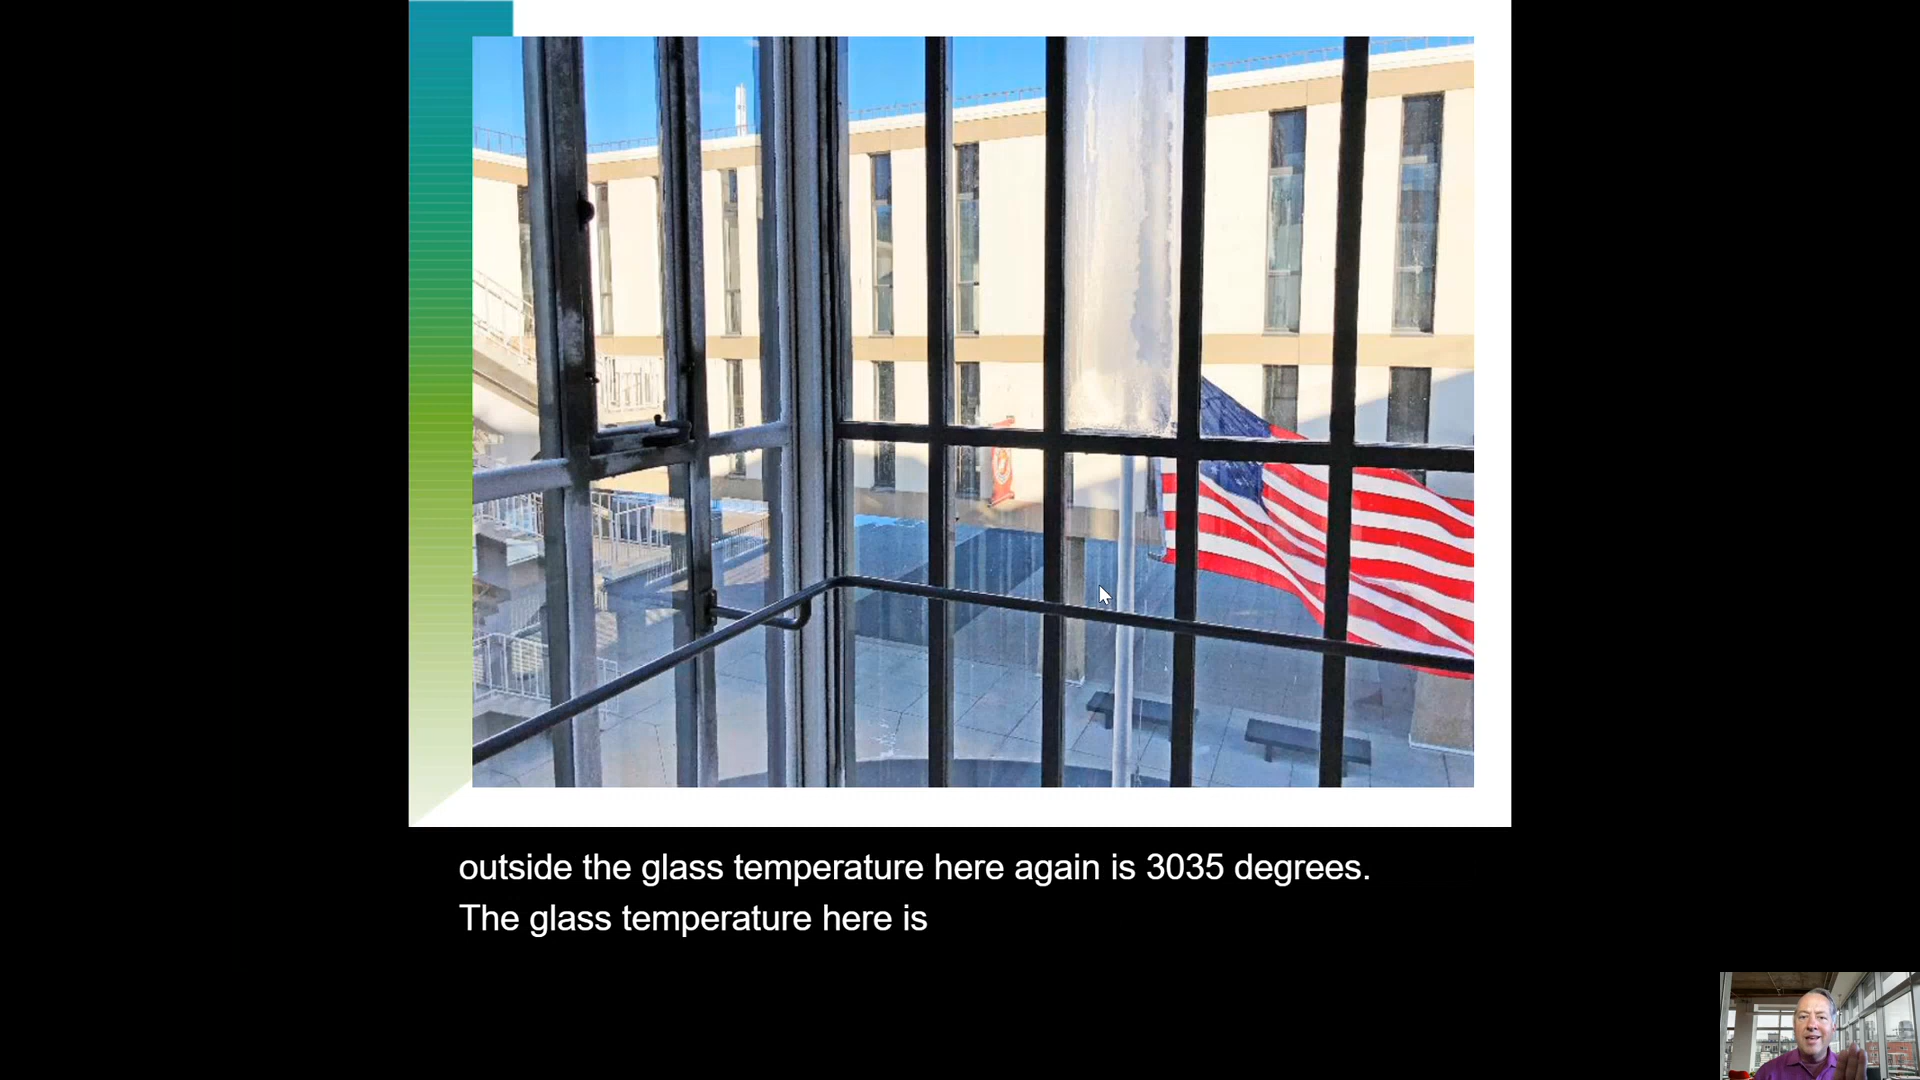 outside the glass temperature here again is 3035 degrees.
The glass temperature here is